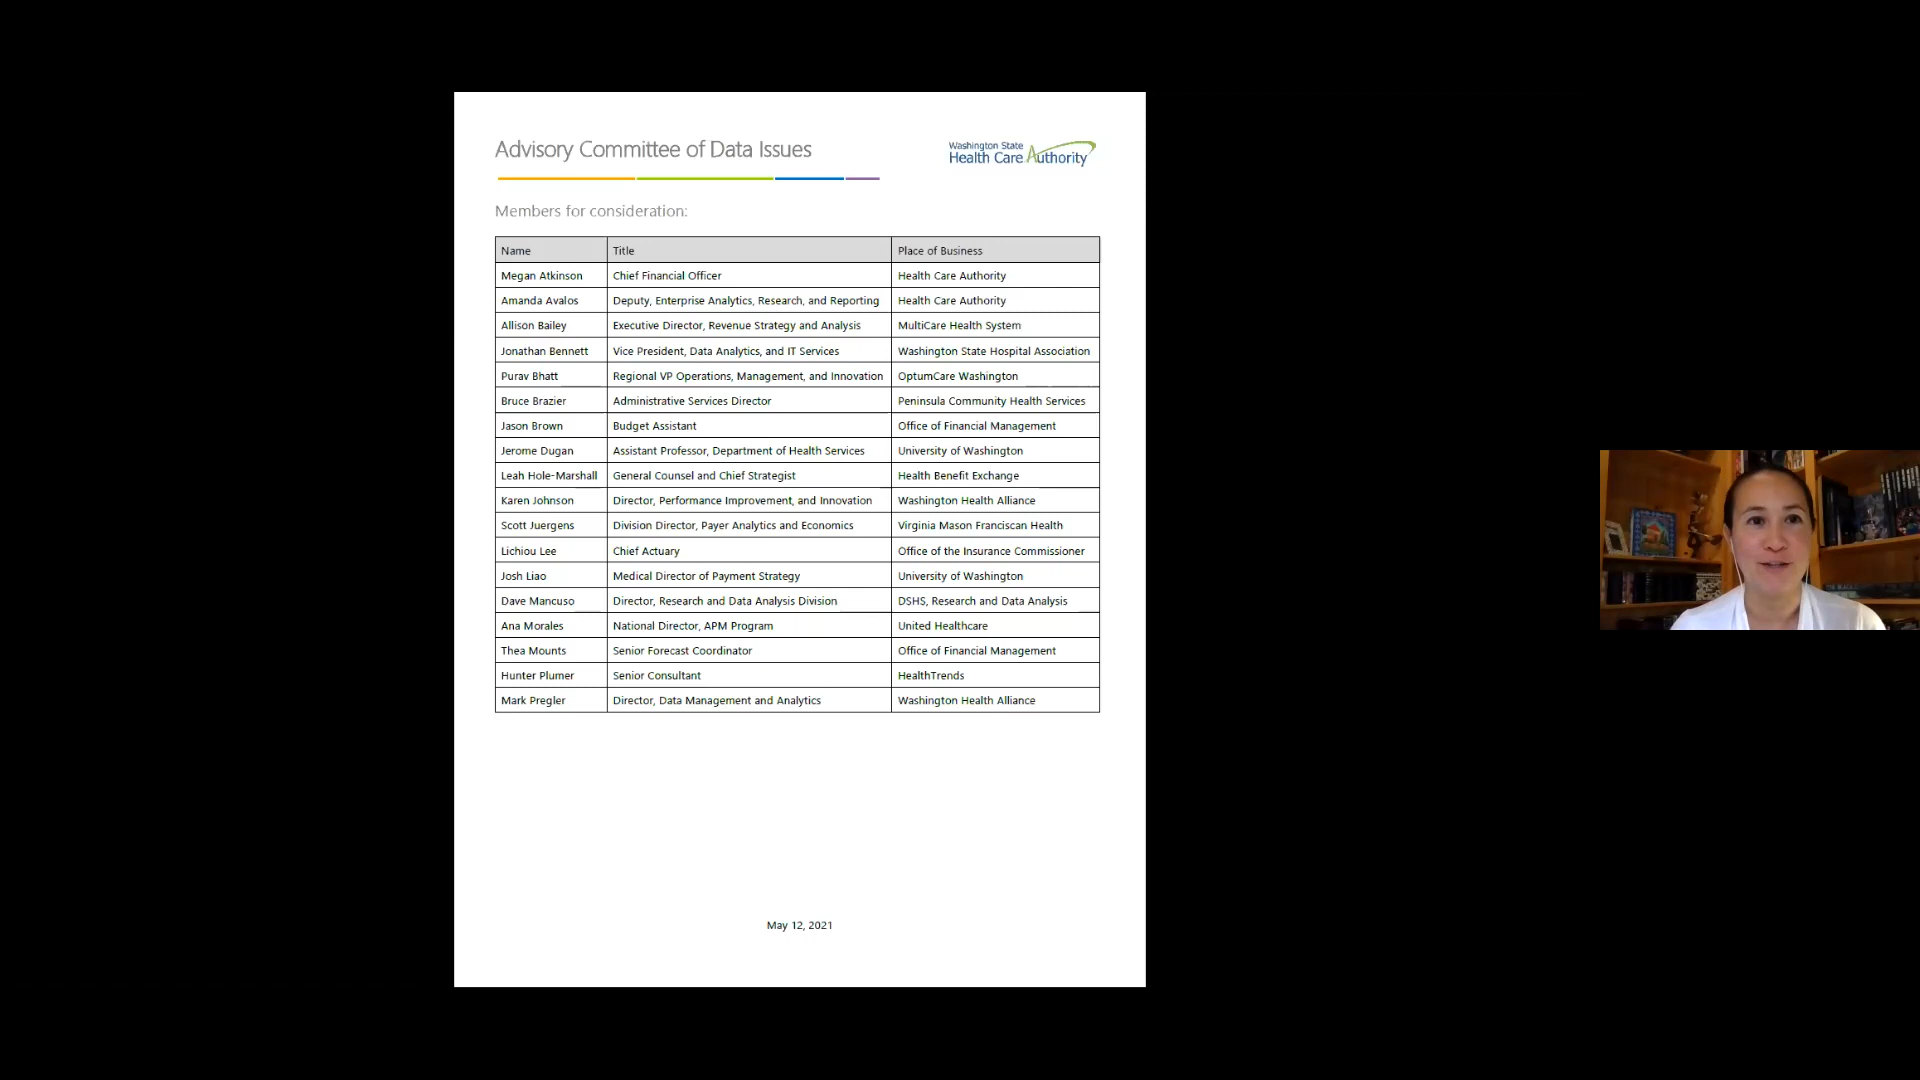 Advisory Committee of Data Issues
Washington State
Health Care Authority
Members for consideration:
Name Title Place of Business
Megan Atkinson Chief Financial Officer Health Care Authority
Amanda Avalos Deputy, Enterprise Analytics, Research, and Reporting Health Care Authority
Allison Bailey Executive Director, Revenue Strategy and Analysis MultiCare Health System
Jonathan Bennett Vice President, Data Analytics, and IT Services Washington State Hospital Association
Purav Bhatt Regional VP Operations, Management, and Innovation OptumCare Washington
Bruce Brazier Administrative Services Director Peninsula Community Health Services
Jason Brown Budget Assistant Office of Financial Management
Jerome Dugan Assistant Professor, Department of Health Services University of Washington
Leah Hole-Marshall General Counsel and Chief Strategist Health Benefit Exchange
Karen Johnson Director, Performance Improvement, and Innovation Washington Health Alliance
Scott Juergens Division Director, Payer Analytics and Economics Virginia Mason Franciscan Health
Lichiou Lee Chief Actuary Office of the Insurance Commissioner
Josh Liao Medical Director of Payment Strategy University of Washington
Dave Mancuso Director, Research and Data Analysis Division DSHS, Research and Data Analysis
Ana Morales National Director, APM Program United Healthcare
Thea Mounts Senior Forecast Coordinator Office of Financial Management
Hunter Plumer Senior Consultant HealthTrends
Mark Pregler Director, Data Management and Analytics Washington Health Alliance
May 12, 2021